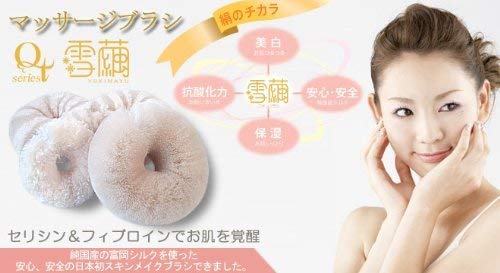 マッサージブラシ
絹のチカラ
Qt
series
雪繭
YUKIMAYU
美白
抗酸化力
雪繭
安心・安全
保湿
セリシン＆フィブロインでお肌を覚醒
純国産の富岡シルクを使った
安心、安全の日本初スキンメイクブラシできました。